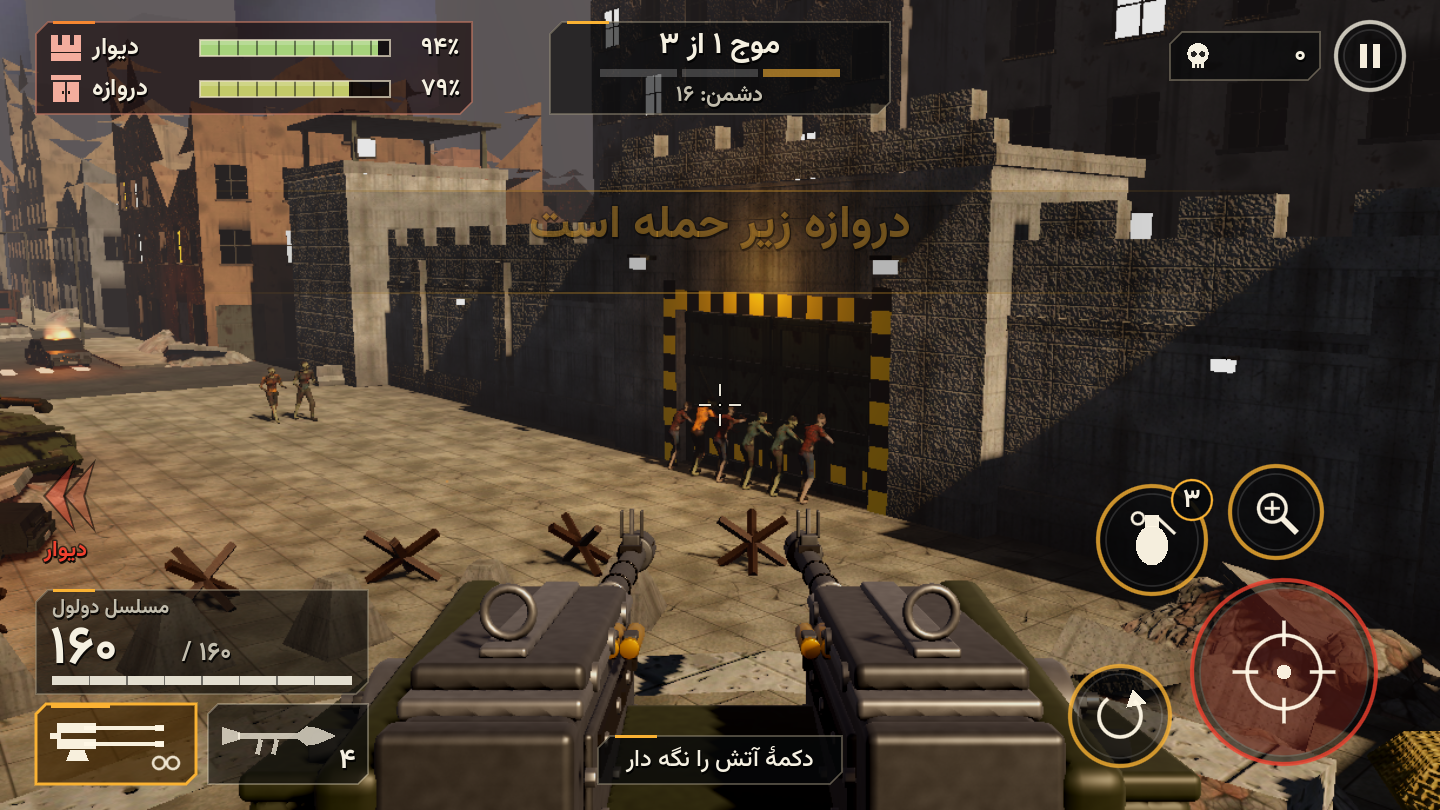 دیوار ۹۴٪
دروازه ۷۹٪
موج ۱ از ۳
دشمن: ۱۶
۰
دروازه زیر حمله است
دیوار
۳
مسلسل دولول
۱۶۰ / ۱۶۰
∞
۴
دکمهٔ آتش را نگه دار